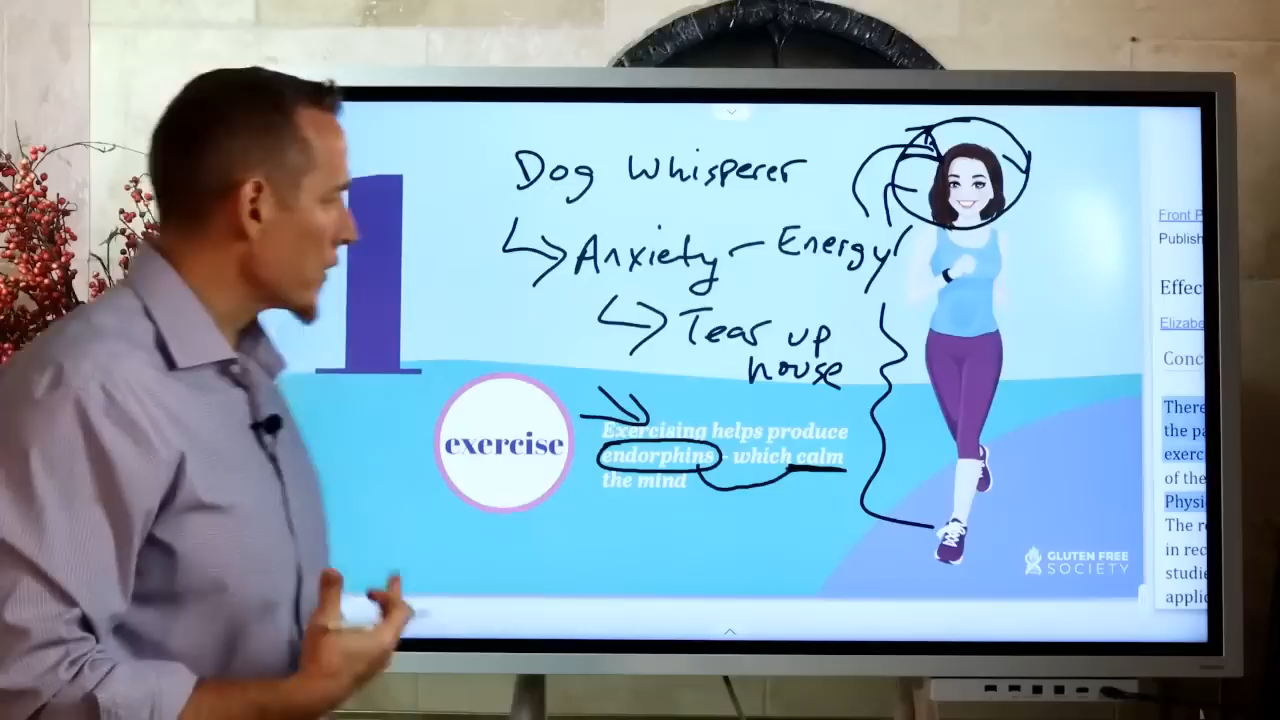 Dog Whisperer
Anxiety - Energy
Tear up
house
1
exercise
Exercising helps produce
endorphins - which calm
the mind
GLUTEN FREE
SOCIETY
Front P
Publish
Effec
Elizabe
Conc
There
the pa
exerc
of the
Physi
The r
in rec
studie
applic